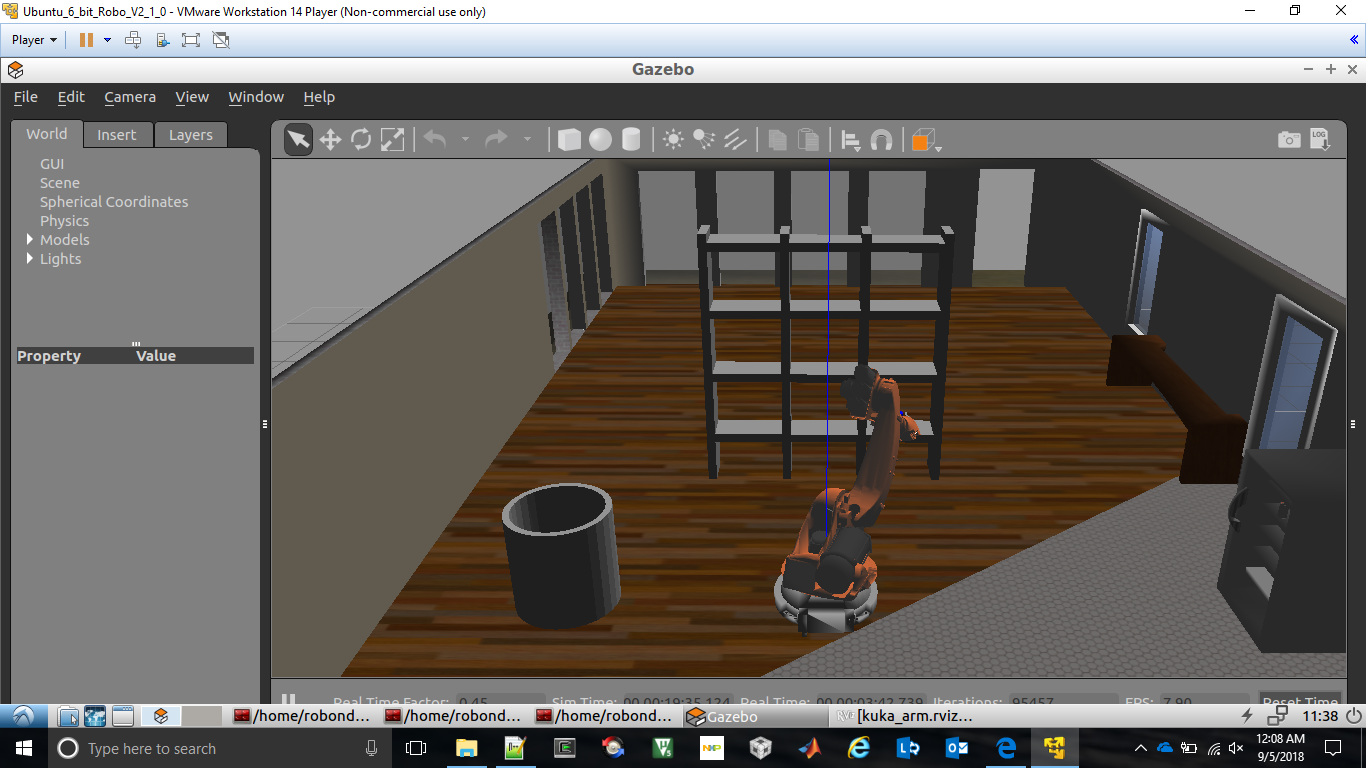 Ubuntu_6_bit_Robo_V2_1_0 - VMware Workstation 14 Player (Non-commercial use only)
Player
Gazebo
File Edit Camera View Window Help
World Insert Layers
LOG
GUI
Scene
Spherical Coordinates
Physics
Models
Lights
Property Value
Real Time Factor: 0.45 Sim Time: 00 00:19:35.124 Real Time: 00 00:03:42.739 Iterations: 95457 FPS: 7.90 Reset Time
/home/robond... /home/robond... /home/robond... Gazebo RViz [kuka_arm.rviz... 11:38
Type here to search
12:08 AM
9/5/2018